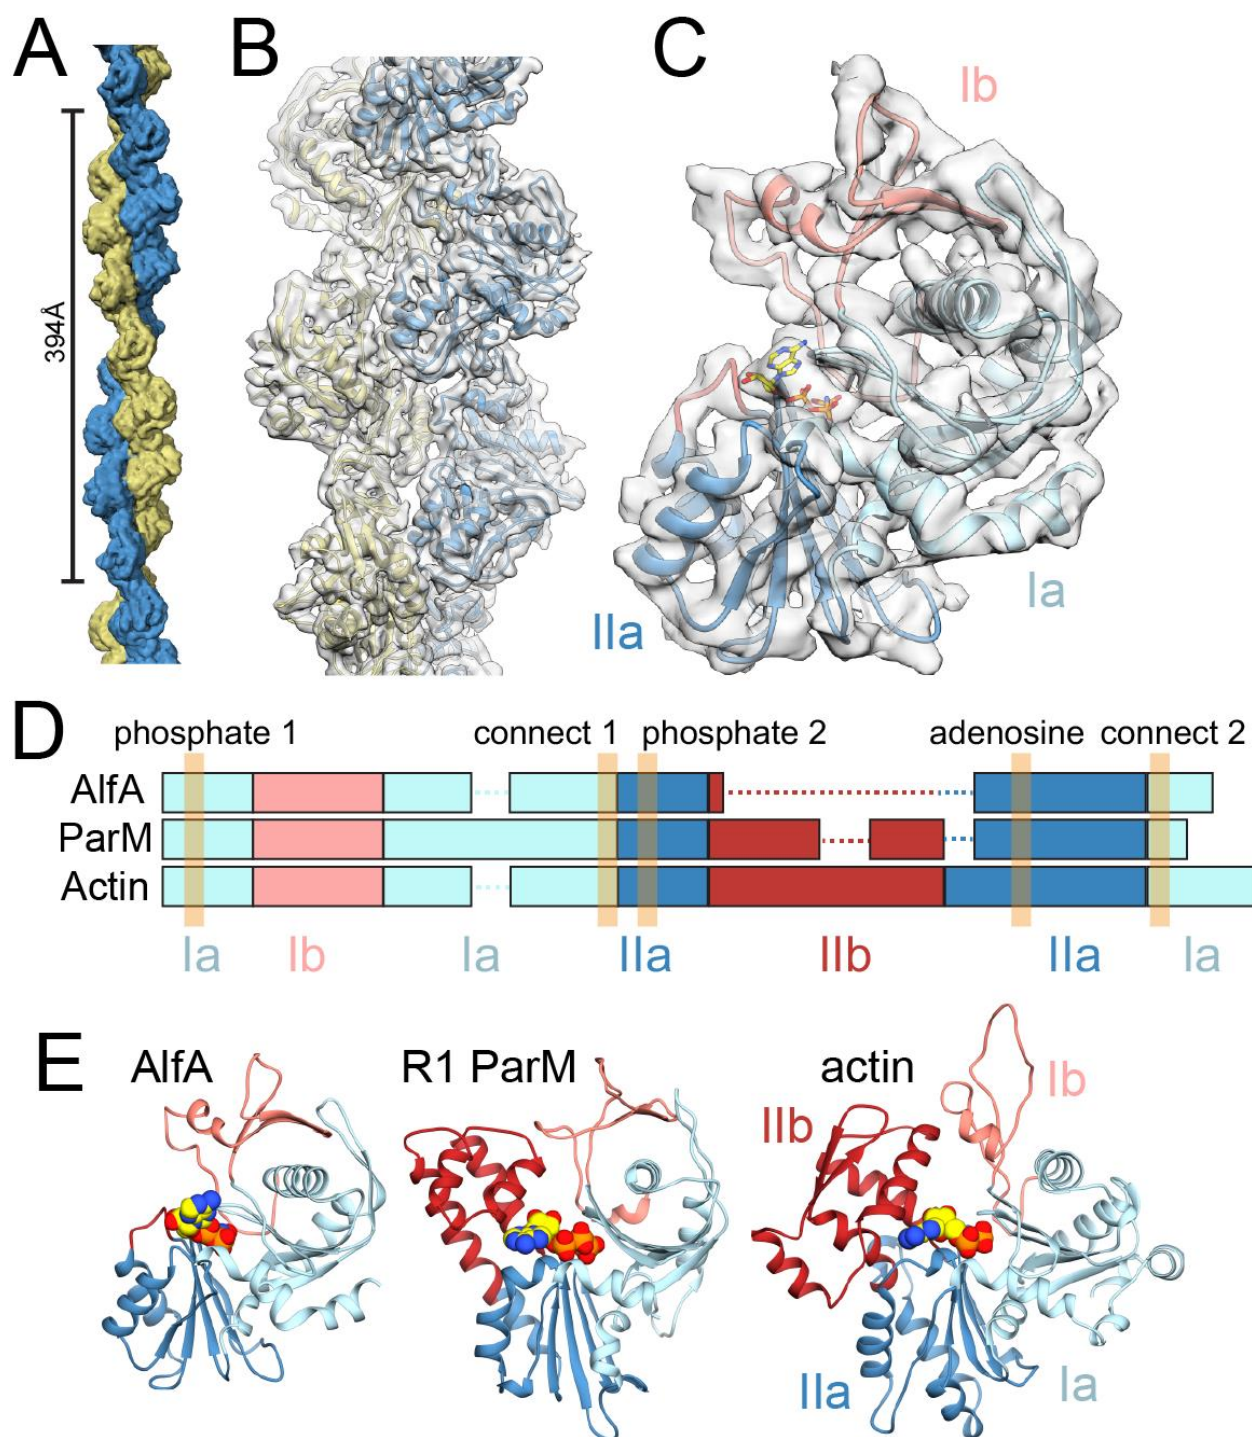 A
B
C
394Å
Ib
Ia
IIa
D
phosphate 1
connect 1
phosphate 2
adenosine
connect 2
AlfA
ParM
Actin
Ia
Ib
Ia
IIa
IIb
IIa
Ia
E
AlfA
R1 ParM
actin
IIb
Ib
IIa
Ia